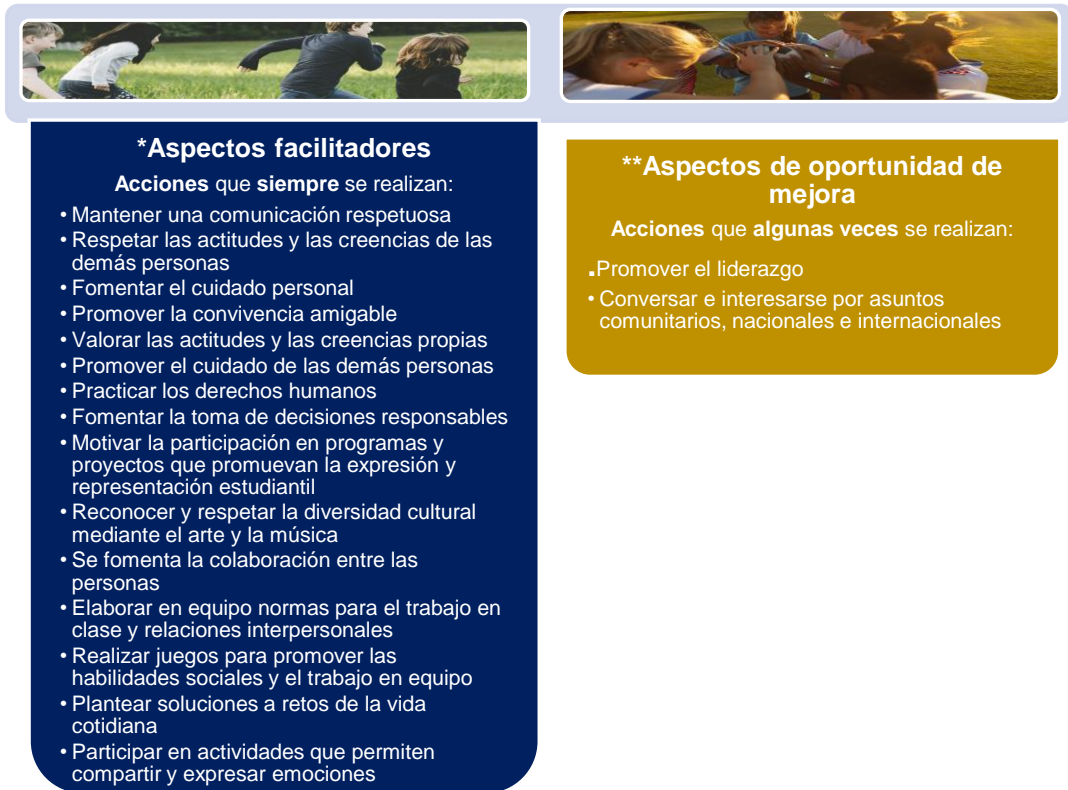 *Aspectos facilitadores
Acciones que siempre se realizan:
• Mantener una comunicación respetuosa
• Respetar las actitudes y las creencias de las
demás personas
• Fomentar el cuidado personal
• Promover la convivencia amigable
• Valorar las actitudes y las creencias propias
• Promover el cuidado de las demás personas
• Practicar los derechos humanos
• Fomentar la toma de decisiones responsables
• Motivar la participación en programas y
proyectos que promuevan la expresión y
representación estudiantil
• Reconocer y respetar la diversidad cultural
mediante el arte y la música
• Se fomenta la colaboración entre las
personas
• Elaborar en equipo normas para el trabajo en
clase y relaciones interpersonales
• Realizar juegos para promover las
habilidades sociales y el trabajo en equipo
• Plantear soluciones a retos de la vida
cotidiana
• Participar en actividades que permiten
compartir y expresar emociones
**Aspectos de oportunidad de
mejora
Acciones que algunas veces se realizan:
.Promover el liderazgo
• Conversar e interesarse por asuntos
comunitarios, nacionales e internacionales